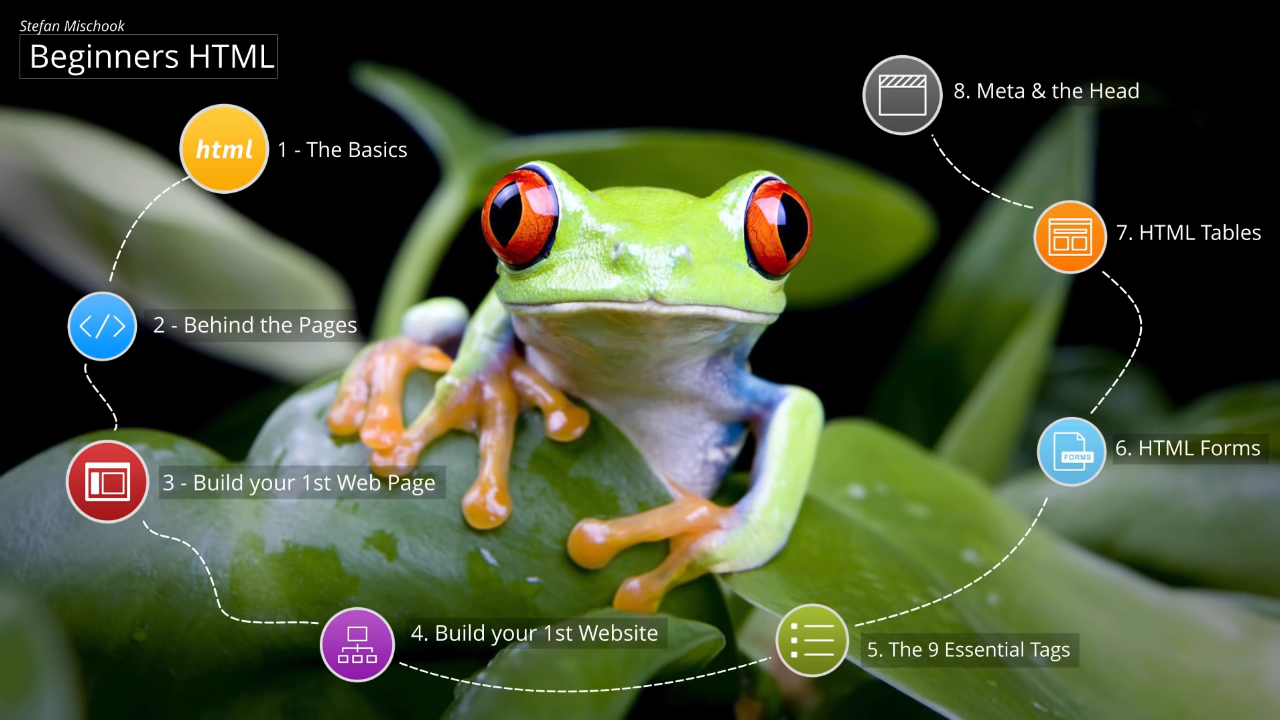 Stefan Mischook
Beginners HTML
html
1 - The Basics
2 - Behind the Pages
</>
3 - Build your 1st Web Page
4. Build your 1st Website
5. The 9 Essential Tags
6. HTML Forms
FORMS
7. HTML Tables
8. Meta & the Head